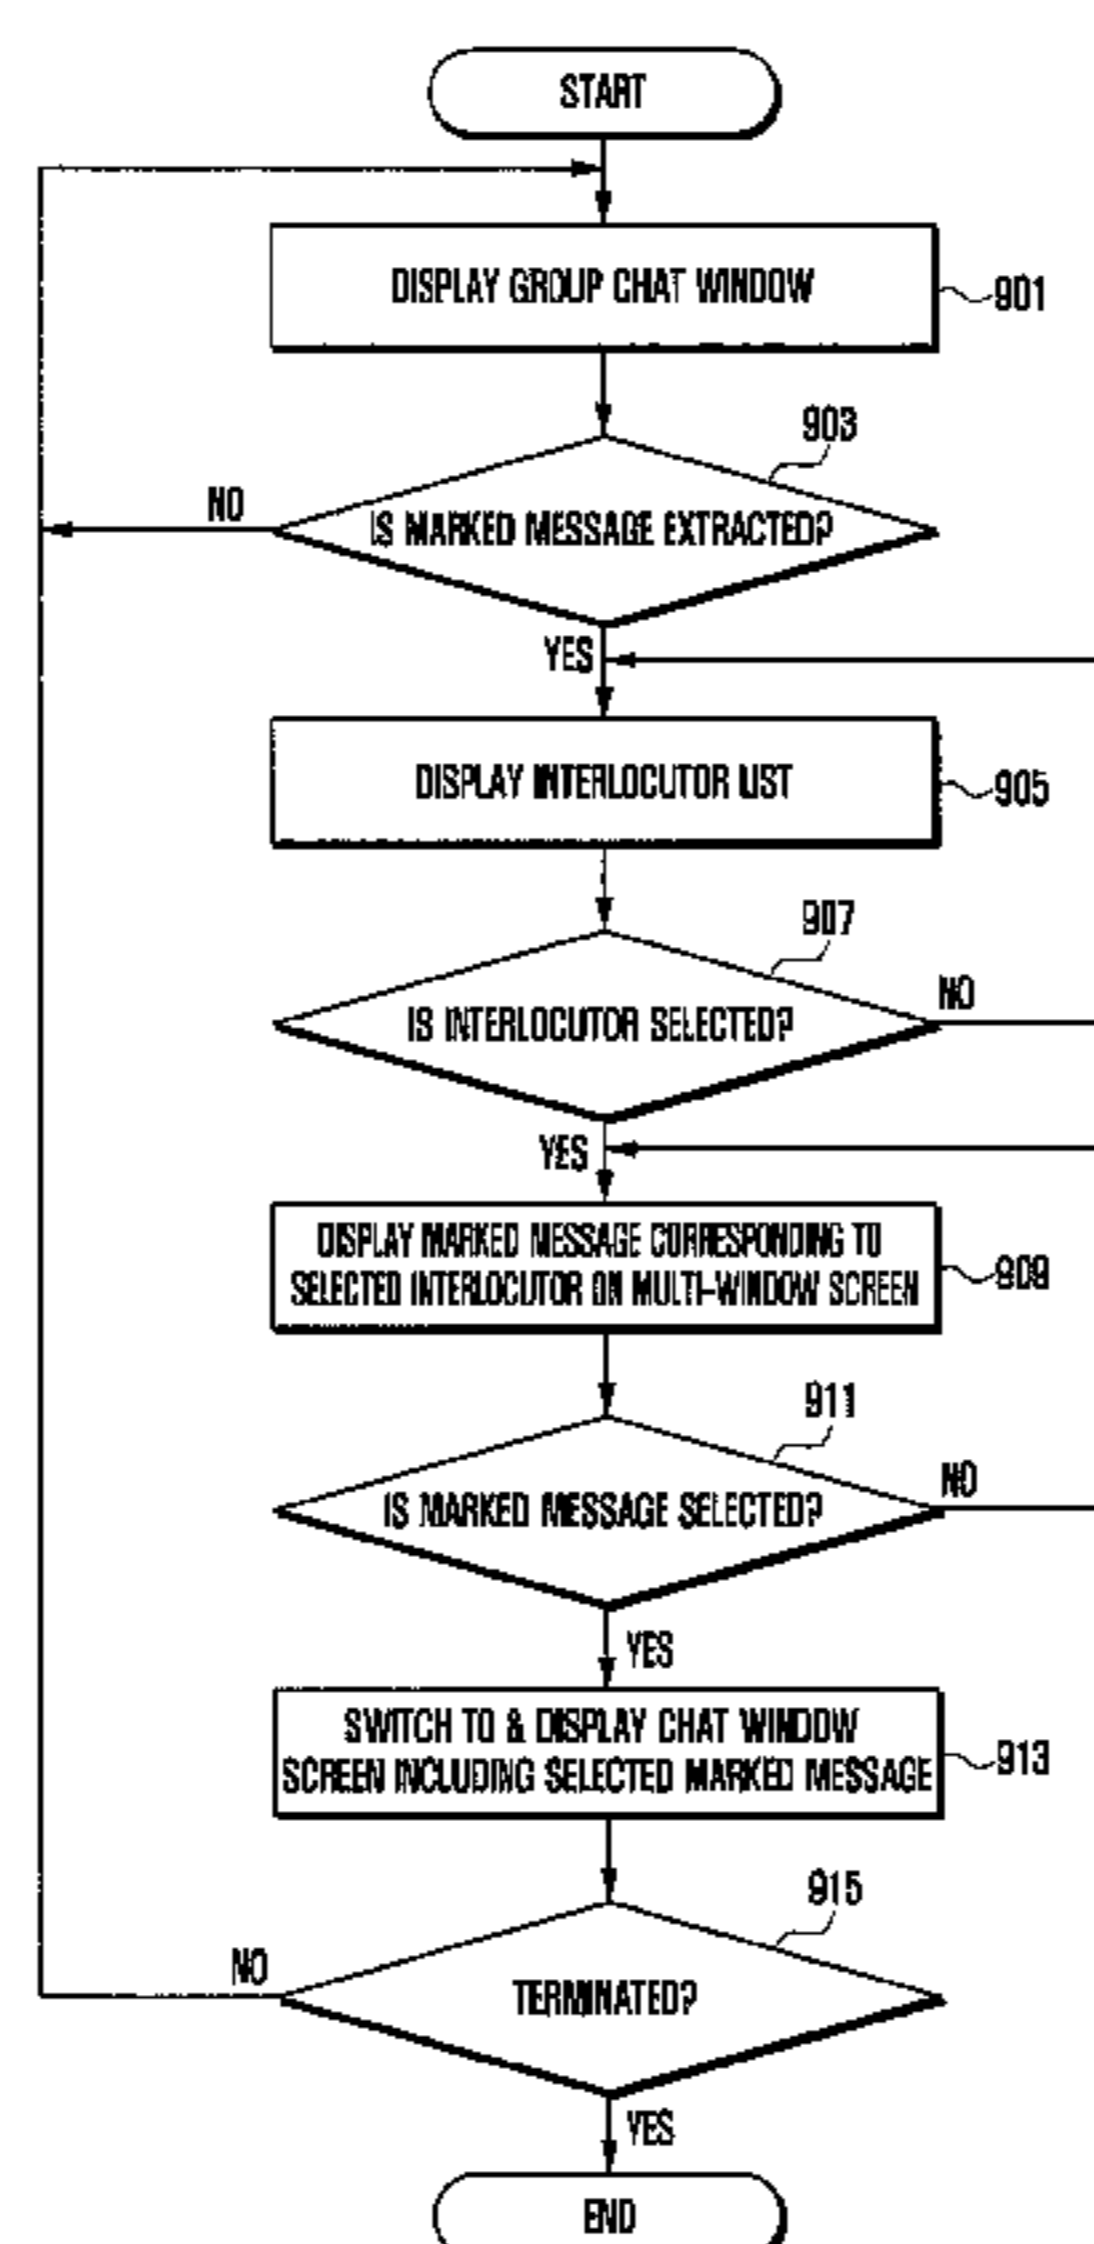 START
DISPLAY GROUP CHAT WINDOW
901
903
NO
IS MARKED MESSAGE EXTRACTED?
YES
DISPLAY INTERLOCUTOR LIST
905
907
NO
IS INTERLOCUTOR SELECTED?
YES
DISPLAY MARKED MESSAGE CORRESPONDING TO
SELECTED INTERLOCUTOR ON MULTI-WINDOW SCREEN
909
911
NO
IS MARKED MESSAGE SELECTED?
YES
SWITCH TO & DISPLAY CHAT WINDOW
SCREEN INCLUDING SELECTED MARKED MESSAGE
913
915
NO
TERMINATED?
YES
END